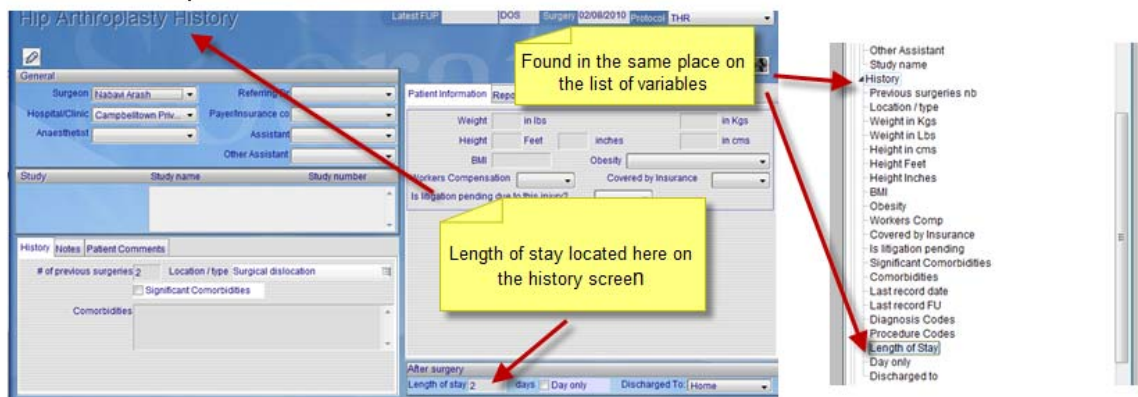 Hip Arthroplasty History
Latest FUP DOS Surgery 02/08/2010 Protocol THR
General
Surgeon Nabavi Arash Referring Dr
Hospital/Clinic Campbelltown Priv... Payer/Insurance co
Anaesthetist Assistant
Other Assistant
Study Study name Study number
History Notes Patient Comments
# of previous surgeries 2 Location / type Surgical dislocation
Significant Comorbidities
Comorbidities
Found in the same place on
the list of variables
Patient Information
Weight in lbs in Kgs
Height Feet inches in cms
BMI Obesity
Workers Compensation Covered by Insurance
Is litigation pending due to this injury?
Length of stay located here on
the history screen
After surgery
Length of stay 2 days Day only Discharged To: Home
Other Assistant
Study name
History
Previous surgeries nb
Location / type
Weight in Kgs
Weight in Lbs
Height in cms
Height Feet
Height Inches
BMI
Obesity
Workers Comp
Covered by Insurance
Is litigation pending
Significant Comorbidities
Comorbidities
Last record date
Last record FU
Diagnosis Codes
Procedure Codes
Length of Stay
Day only
Discharged to